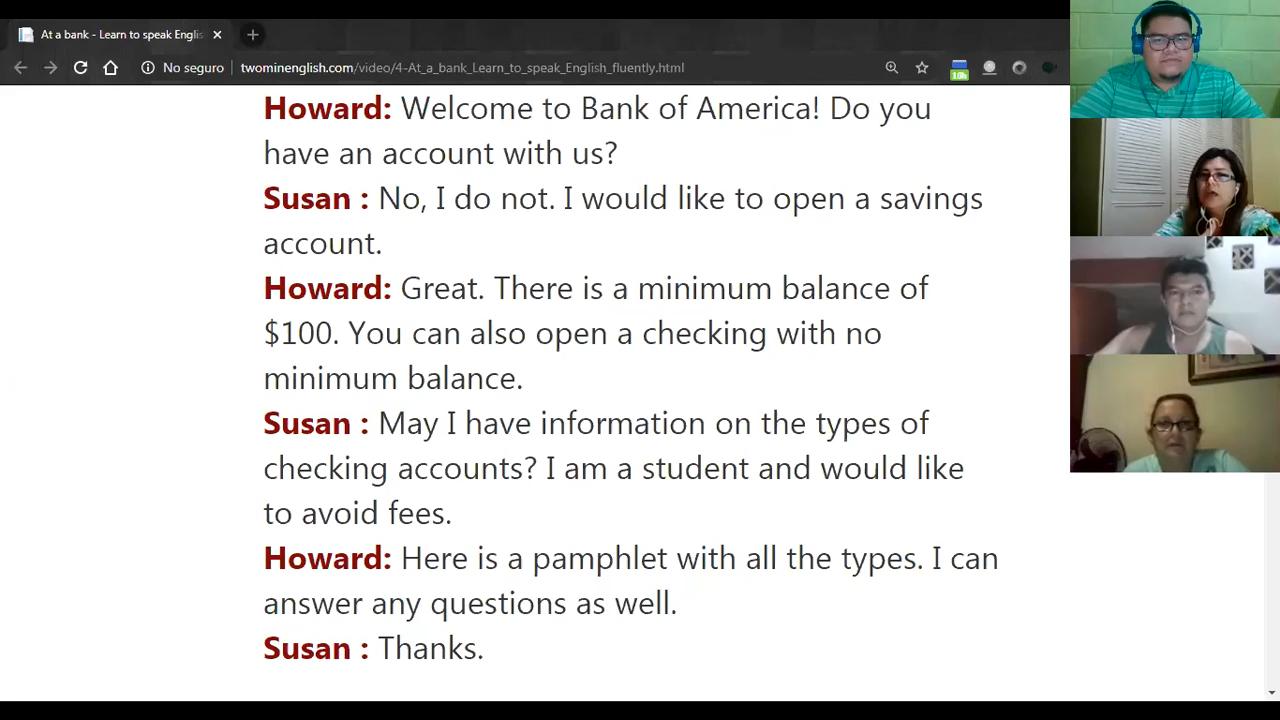 At a bank - Learn to speak Englis
No seguro
twominenglish.com/video/4-At_a_bank_Learn_to_speak_English_fluently.html
16h
Howard: Welcome to Bank of America! Do you
have an account with us?
Susan : No, I do not. I would like to open a savings
account.
Howard: Great. There is a minimum balance of
$100. You can also open a checking with no
minimum balance.
Susan : May I have information on the types of
checking accounts? I am a student and would like
to avoid fees.
Howard: Here is a pamphlet with all the types. I can
answer any questions as well.
Susan : Thanks.